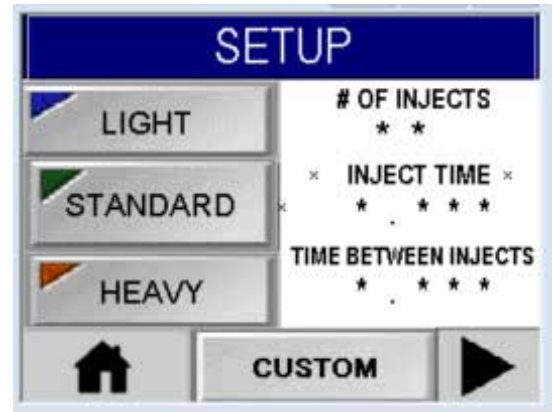 SETUP
LIGHT
STANDARD
HEAVY
# OF INJECTS
* *
INJECT TIME
* . * * *
TIME BETWEEN INJECTS
* . * * *
CUSTOM